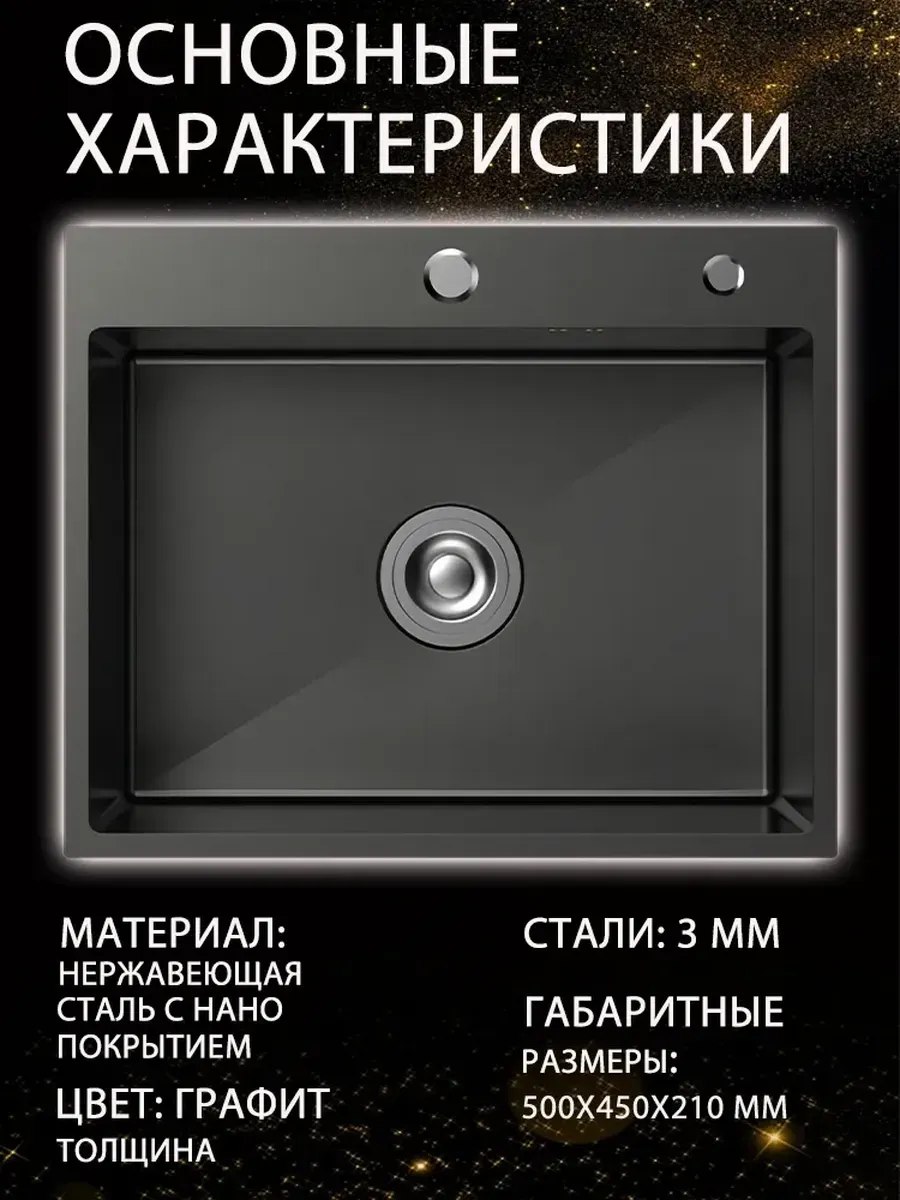 ОСНОВНЫЕ
ХАРАКТЕРИСТИКИ
МАТЕРИАЛ:
НЕРЖАВЕЮЩАЯ
СТАЛЬ С НАНО
ПОКРЫТИЕМ
ЦВЕТ: ГРАФИТ
ТОЛЩИНА
СТАЛИ: 3 ММ
ГАБАРИТНЫЕ
РАЗМЕРЫ:
500Х450Х210 ММ